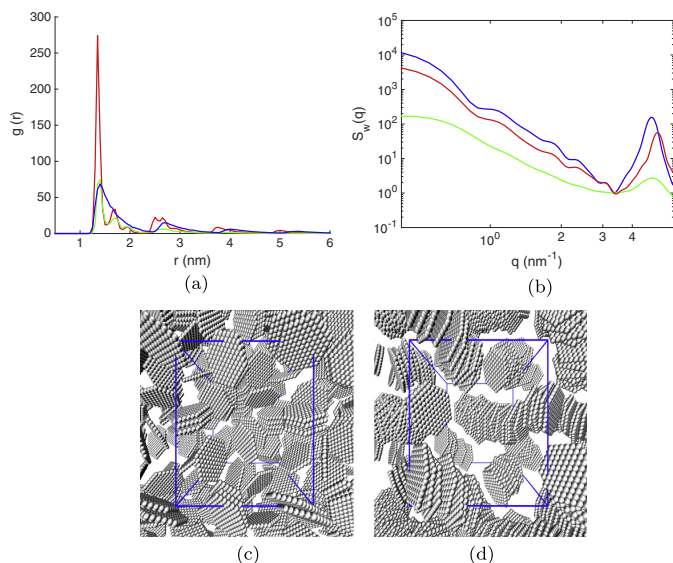 300
250
200
150
100
50
0
g (r)
1 2 3 4 5 6
r (nm)
(a)
10^5
10^4
10^3
10^2
10^1
10^0
10^-1
S_w(q)
10^0 2 3 4
q (nm^-1)
(b)
(c)
(d)